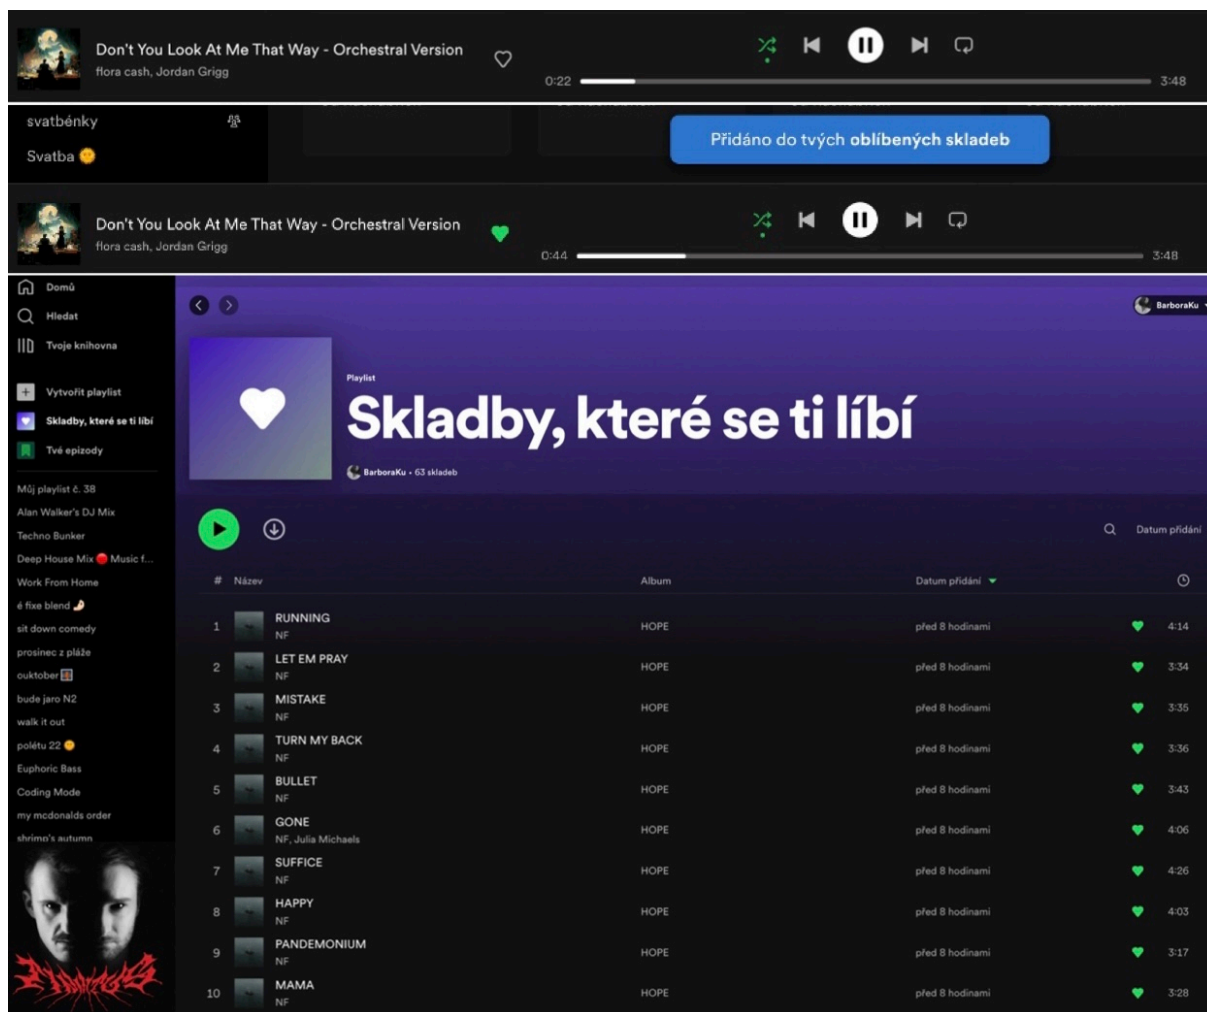 Don't You Look At Me That Way - Orchestral Version
flora cash, Jordan Grigg
0:22
3:48
svatbénky
Svatba
Přidáno do tvých oblíbených skladeb
Don't You Look At Me That Way - Orchestral Version
flora cash, Jordan Grigg
0:44
3:48
Domů
Hledat
Tvoje knihovna
Vytvořit playlist
Skladby, které se ti líbí
Tvé epizody
Můj playlist č. 38
Alan Walker's DJ Mix
Techno Bunker
Deep House Mix 🔴 Music f...
Work From Home
é fixe blend 🤌🏻
sit down comedy
prosinec z pláže
ouktober
bude jaro N2
walk it out
polétu 22 🌞
Euphoric Bass
Coding Mode
my mcdonalds order
shrimp's autumn
BarboraKu
Playlist
Skladby, které se ti líbí
BarboraKu • 63 skladeb
Datum přidání
# Název Album Datum přidání
1 RUNNING HOPE před 8 hodinami 4:14
NF
2 LET EM PRAY HOPE před 8 hodinami 3:34
NF
3 MISTAKE HOPE před 8 hodinami 3:35
NF
4 TURN MY BACK HOPE před 8 hodinami 3:36
NF
5 BULLET HOPE před 8 hodinami 3:43
NF
6 GONE HOPE před 8 hodinami 4:06
NF, Julia Michaels
7 SUFFICE HOPE před 8 hodinami 4:26
NF
8 HAPPY HOPE před 8 hodinami 4:03
NF
9 PANDEMONIUM HOPE před 8 hodinami 3:17
NF
10 MAMA HOPE před 8 hodinami 3:28
NF